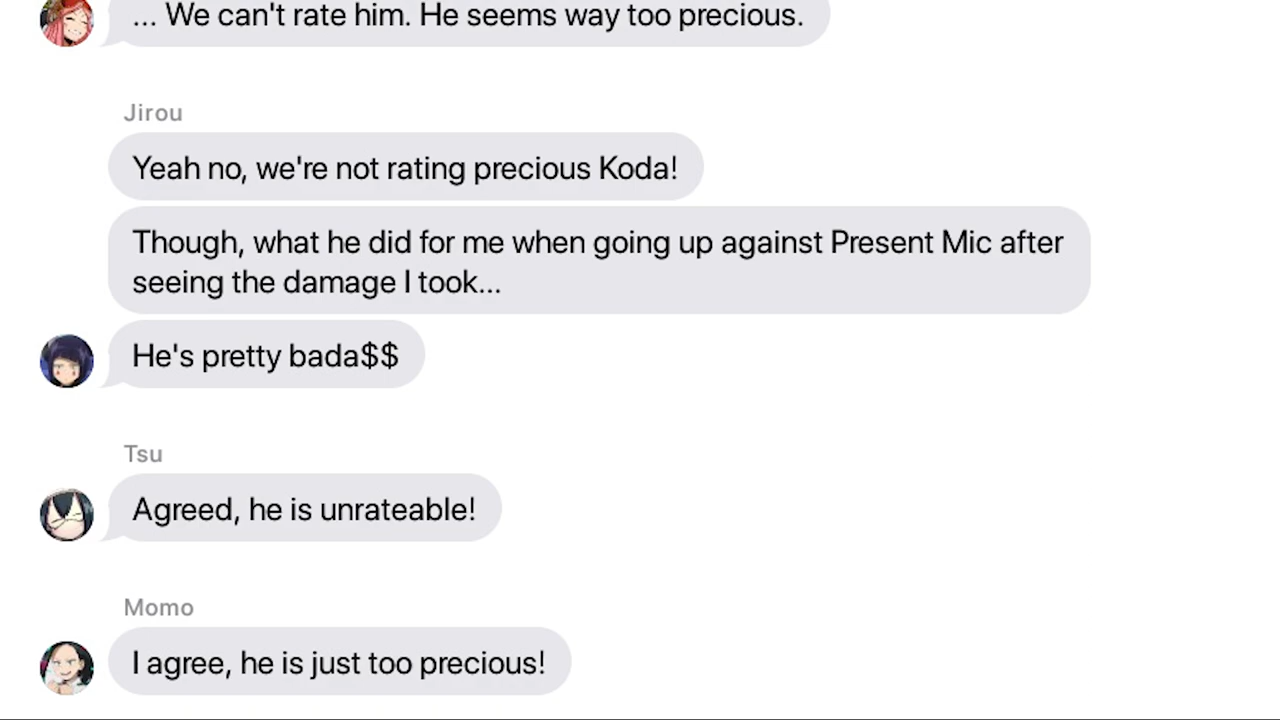 ... We can't rate him. He seems way too precious.
Jirou
Yeah no, we're not rating precious Koda!
Though, what he did for me when going up against Present Mic after
seeing the damage I took...
He's pretty bada$$
Tsu
Agreed, he is unrateable!
Momo
I agree, he is just too precious!